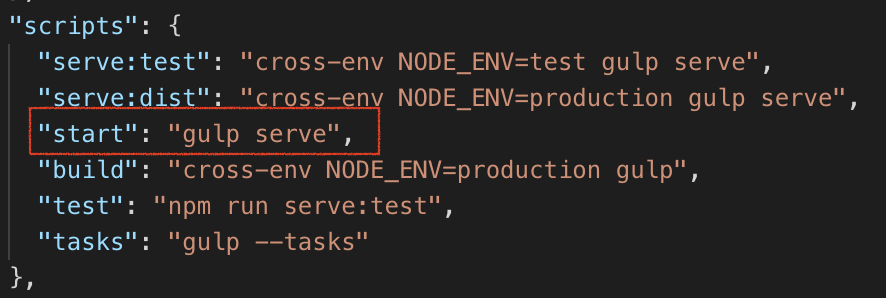 "scripts": {
"serve:test": "cross-env NODE_ENV=test gulp serve",
"serve:dist": "cross-env NODE_ENV=production gulp serve",
"start": "gulp serve",
"build": "cross-env NODE_ENV=production gulp",
"test": "npm run serve:test",
"tasks": "gulp --tasks"
},